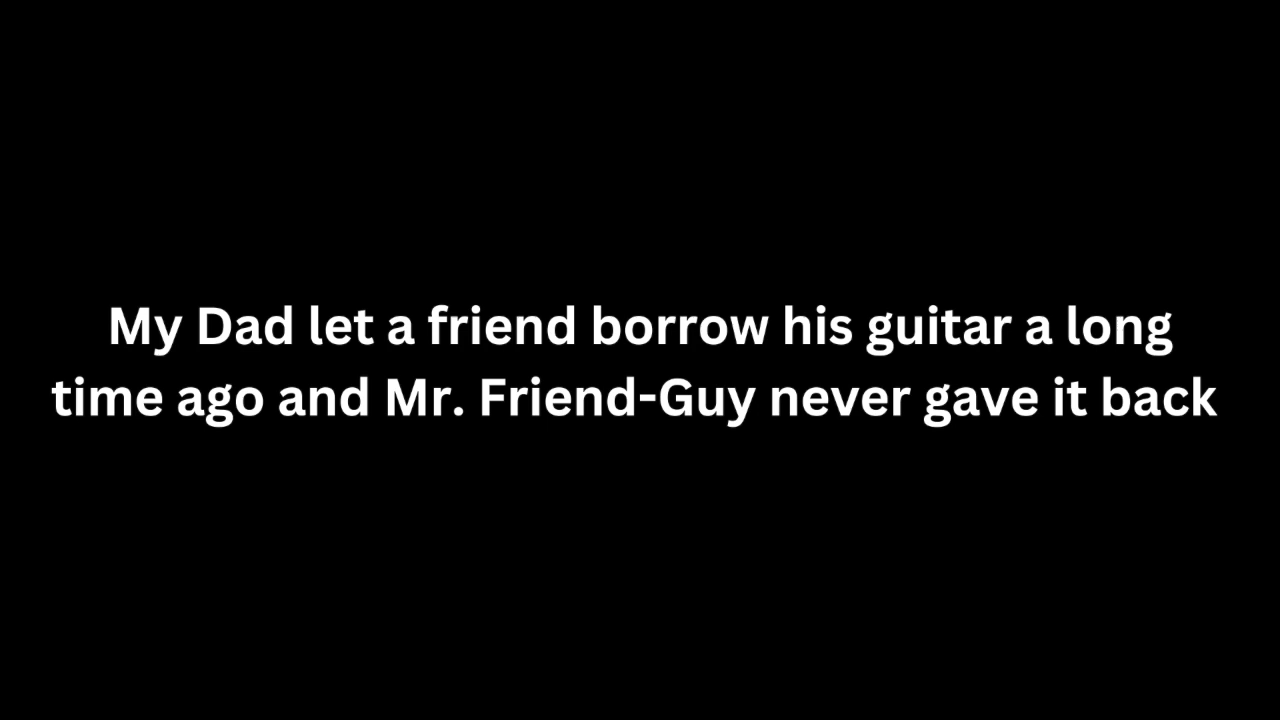 My Dad let a friend borrow his guitar a long
time ago and Mr. Friend-Guy never gave it back